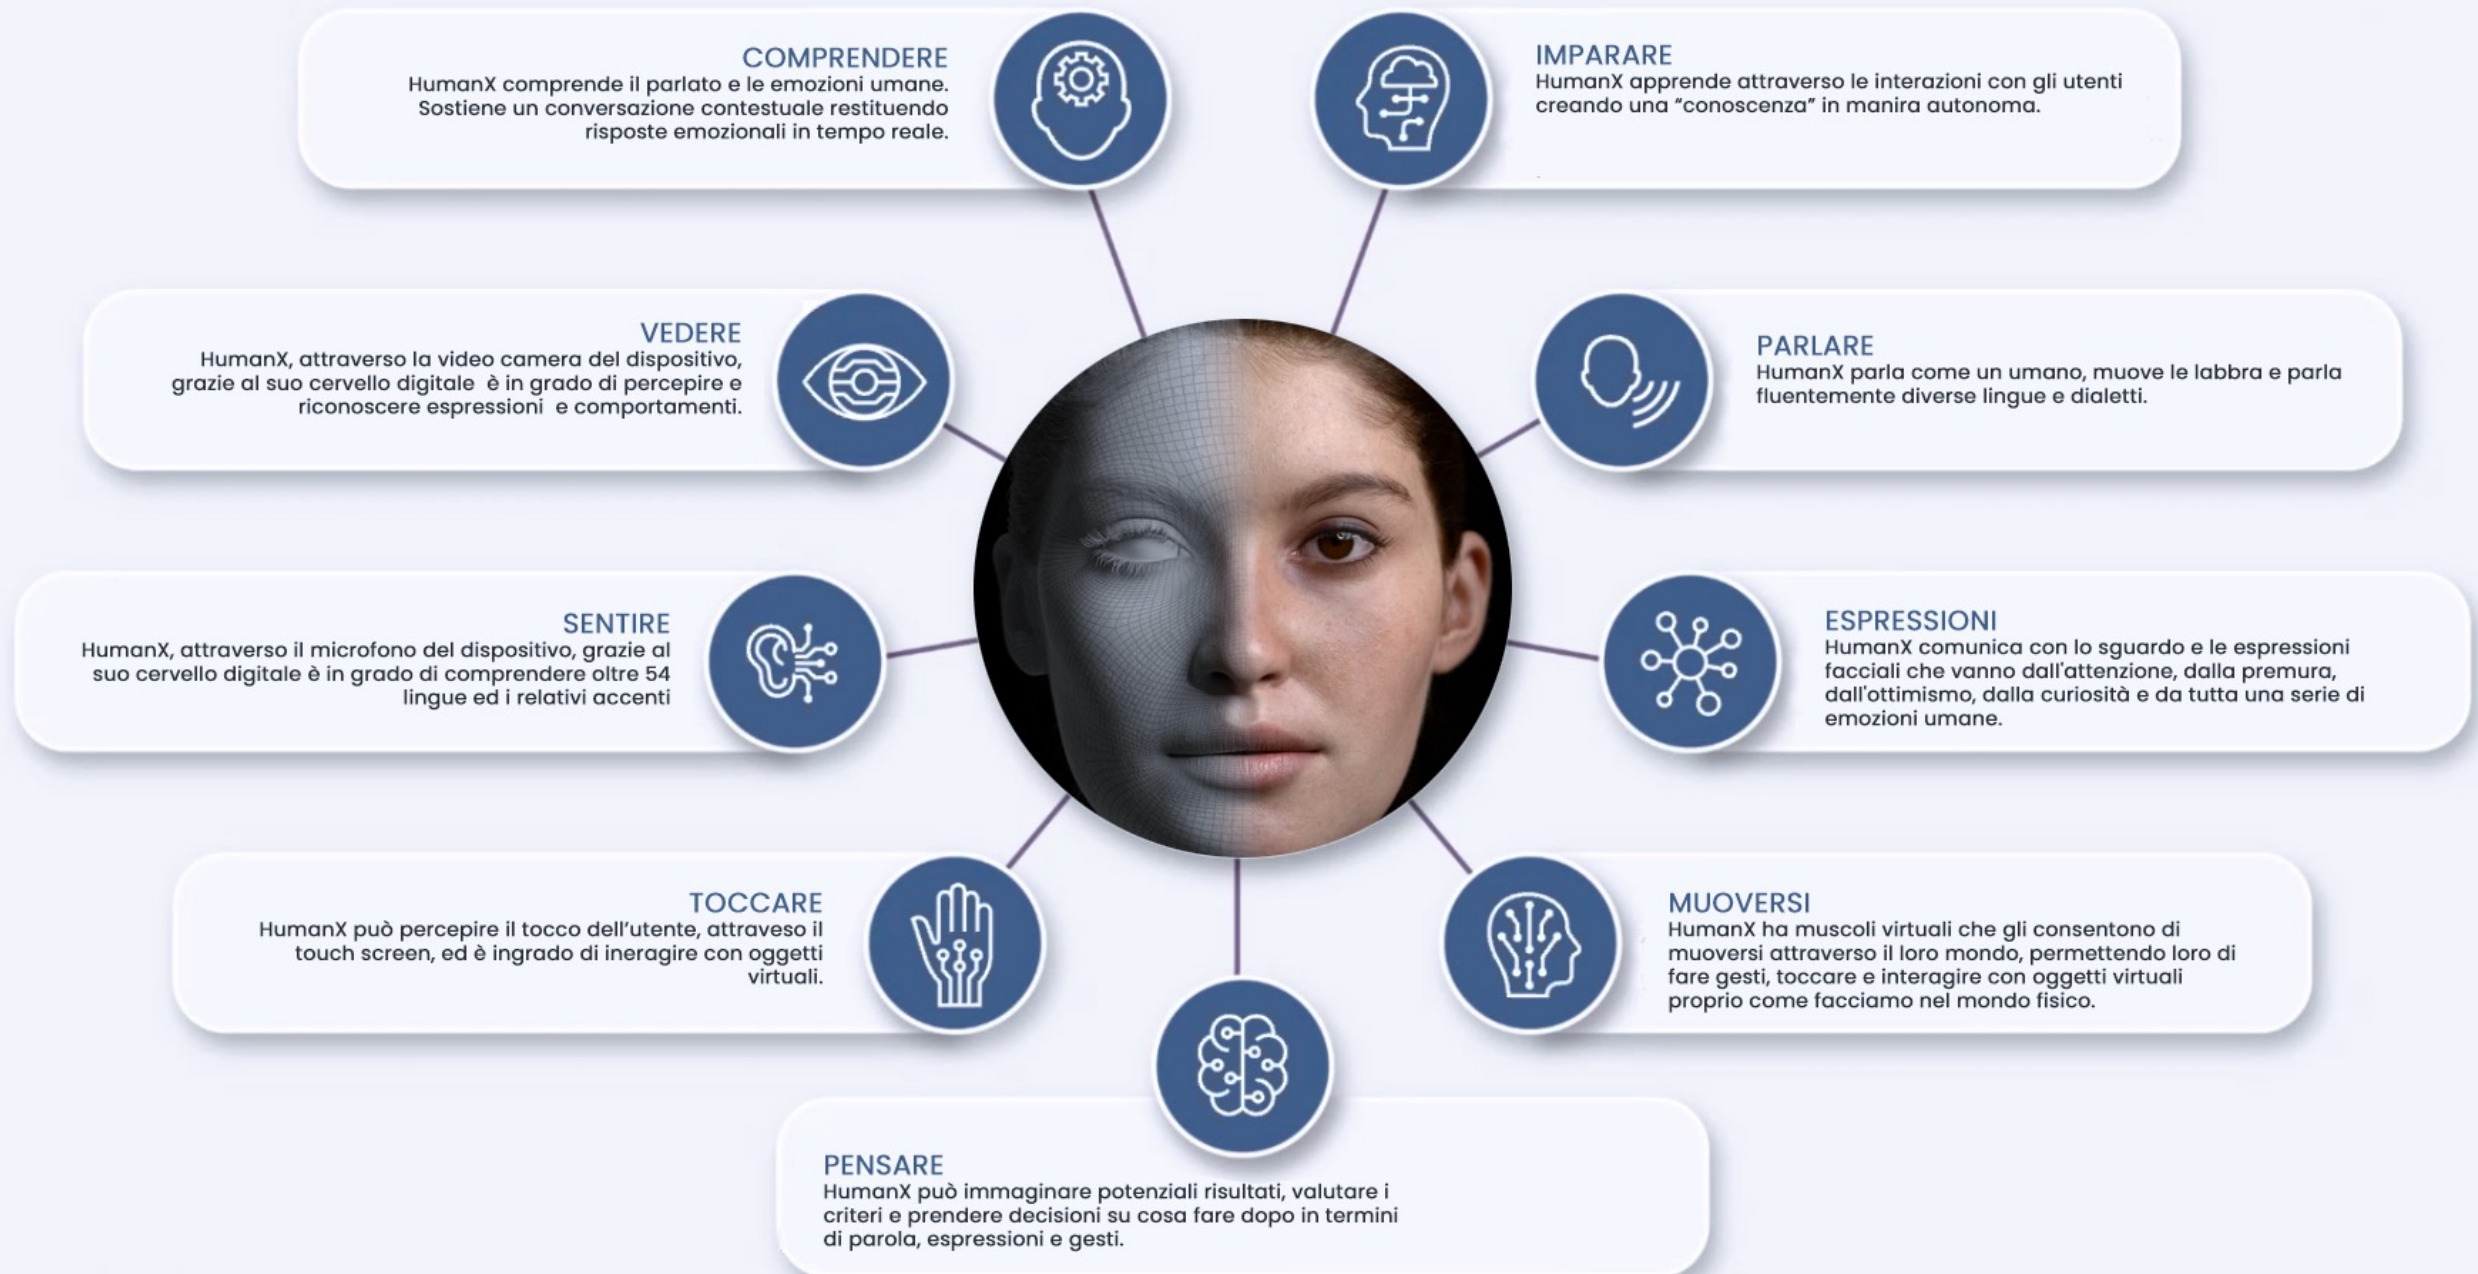 COMPRENDERE
HumanX comprende il parlato e le emozioni umane.
Sostiene un conversazione contestuale restituendo
risposte emozionali in tempo reale.
IMPARARE
HumanX apprende attraverso le interazioni con gli utenti
creando una “conoscenza” in manira autonoma.
VEDERE
HumanX, attraverso la video camera del dispositivo,
grazie al suo cervello digitale è in grado di percepire e
riconoscere espressioni e comportamenti.
PARLARE
HumanX parla come un umano, muove le labbra e parla
fluentemente diverse lingue e dialetti.
SENTIRE
HumanX, attraverso il microfono del dispositivo, grazie al
suo cervello digitale è in grado di comprendere oltre 54
lingue ed i relativi accenti
ESPRESSIONI
HumanX comunica con lo sguardo e le espressioni
facciali che vanno dall'attenzione, dalla premura,
dall'ottimismo, dalla curiosità e da tutta una serie di
emozioni umane.
TOCCARE
HumanX può percepire il tocco dell’utente, attraveso il
touch screen, ed è ingrado di ineragire con oggetti
virtuali.
MUOVERSI
HumanX ha muscoli virtuali che gli consentono di
muoversi attraverso il loro mondo, permettendo loro di
fare gesti, toccare e interagire con oggetti virtuali
proprio come facciamo nel mondo fisico.
PENSARE
HumanX può immaginare potenziali risultati, valutare i
criteri e prendere decisioni su cosa fare dopo in termini
di parola, espressioni e gesti.